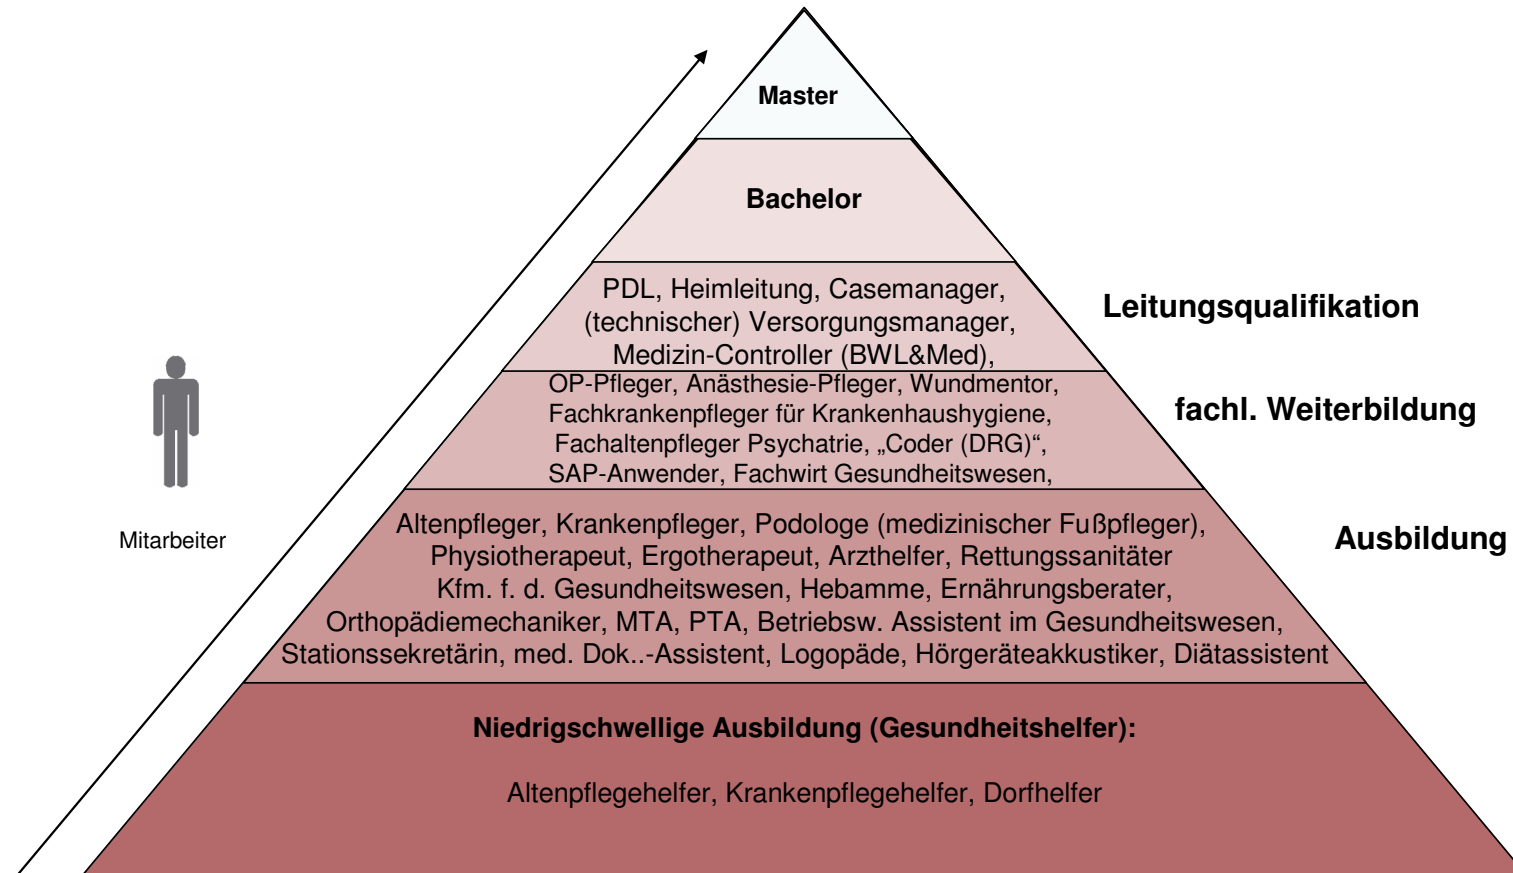 Master
Bachelor
PDL, Heimleitung, Casemanager,
(technischer) Versorgungsmanager,
Medizin-Controller (BWL&Med),
Leitungsqualifikation
OP-Pfleger, Anästhesie-Pfleger, Wundmentor,
Fachkrankenpfleger für Krankenhaushygiene,
Fachaltenpfleger Psychatrie, „Coder (DRG)“,
SAP-Anwender, Fachwirt Gesundheitswesen,
fachl. Weiterbildung
Altenpfleger, Krankenpfleger, Podologe (medizinischer Fußpfleger),
Physiotherapeut, Ergotherapeut, Arzthelfer, Rettungssanitäter
Kfm. f. d. Gesundheitswesen, Hebamme, Ernährungsberater,
Orthopädiemechaniker, MTA, PTA, Betriebsw. Assistent im Gesundheitswesen,
Stationssekretärin, med. Dok..-Assistent, Logopäde, Hörgeräteakkustiker, Diätassistent
Ausbildung
Mitarbeiter
Niedrigschwellige Ausbildung (Gesundheitshelfer):
Altenpflegehelfer, Krankenpflegehelfer, Dorfhelfer